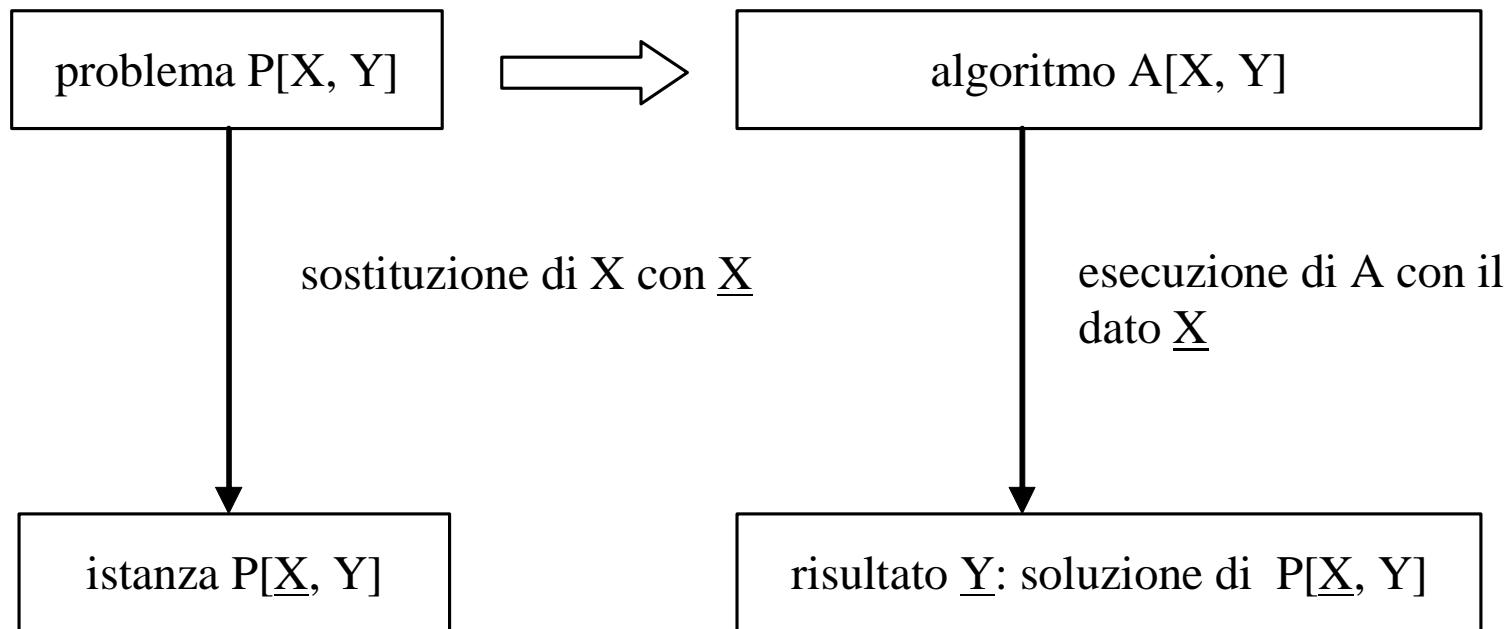 problema P[X, Y]
algoritmo A[X, Y]
sostituzione di X con X
esecuzione di A con il
dato X
istanza P[X, Y]
risultato Y: soluzione di P[X, Y]